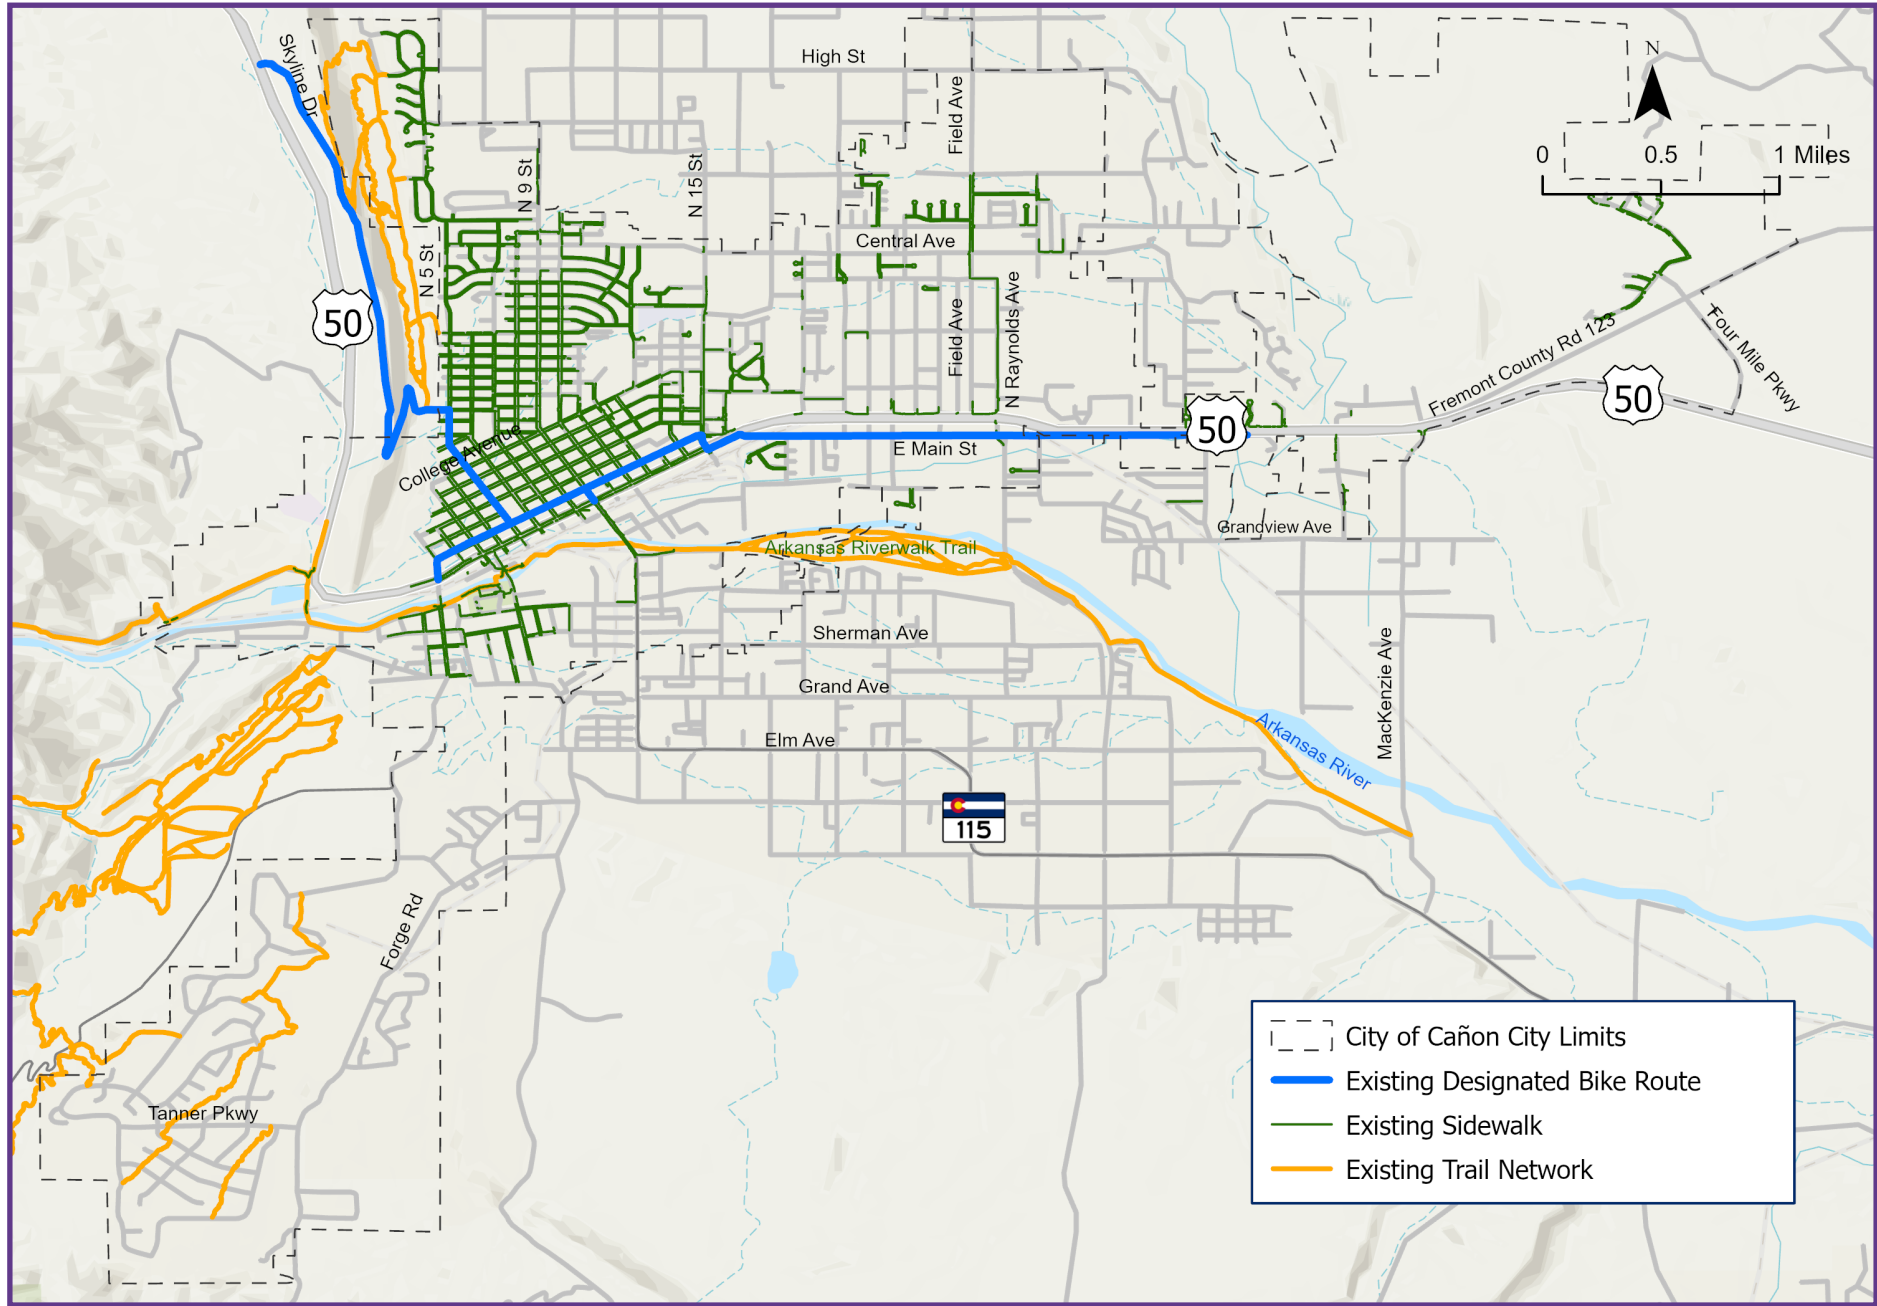 Skyline Dr
High St
Field Ave
N
0 0.5 1 Miles
N 9 St
N 15 St
N 5 St
Central Ave
50
Field Ave
N Raynolds Ave
Fremont County Rd 123
Four Mile Pkwy
50
50
College Avenue
E Main St
Grandview Ave
Arkansas Riverwalk Trail
Sherman Ave
MacKenzie Ave
Grand Ave
Elm Ave
Arkansas River
115
Forge Rd
Tanner Pkwy
City of Cañon City Limits
Existing Designated Bike Route
Existing Sidewalk
Existing Trail Network